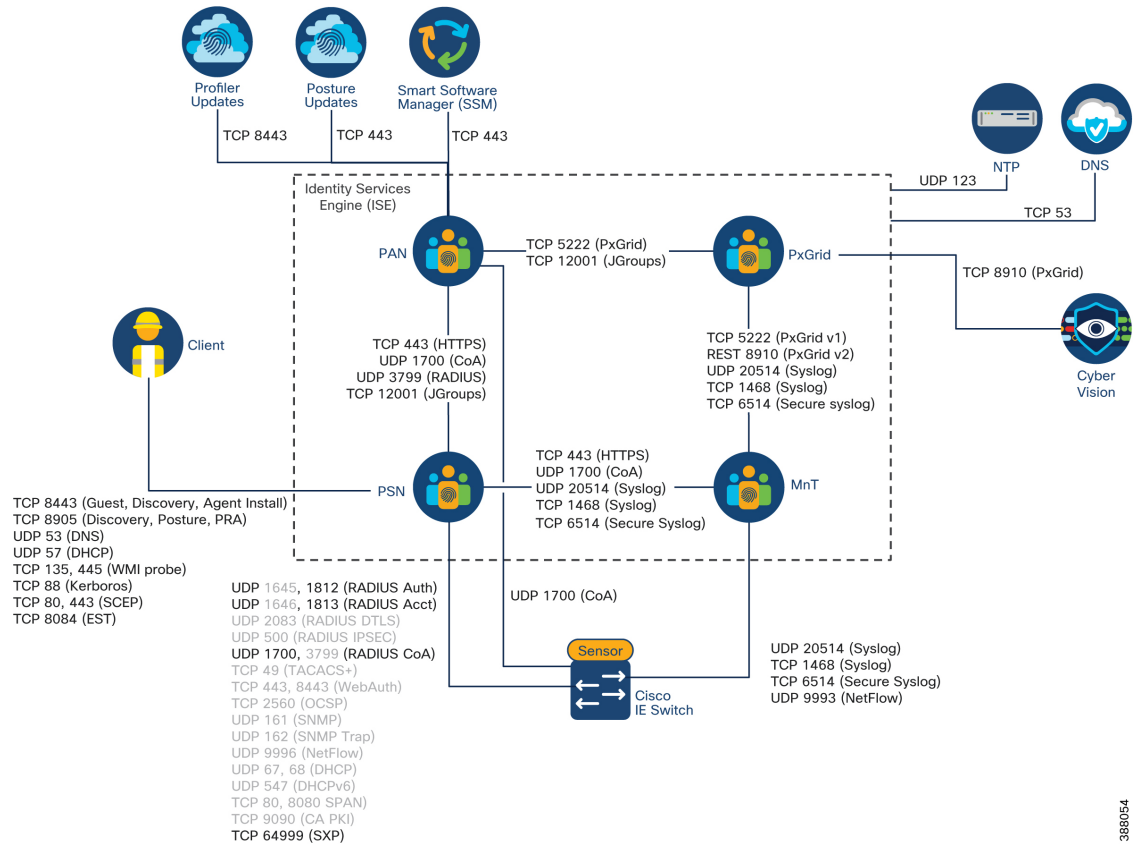 Profiler
Updates
Posture
Updates
Smart Software
Manager (SSM)
NTP
DNS
TCP 8443
TCP 443
TCP 443
UDP 123
TCP 53
Identity Services
Engine (ISE)
PAN
TCP 5222 (PxGrid)
TCP 12001 (JGroups)
PxGrid
TCP 8910 (PxGrid)
Client
TCP 443 (HTTPS)
UDP 1700 (CoA)
UDP 3799 (RADIUS)
TCP 12001 (JGroups)
TCP 5222 (PxGrid v1)
REST 8910 (PxGrid v2)
UDP 20514 (Syslog)
TCP 1468 (Syslog)
TCP 6514 (Secure syslog)
Cyber
Vision
PSN
TCP 443 (HTTPS)
UDP 1700 (CoA)
UDP 20514 (Syslog)
TCP 1468 (Syslog)
TCP 6514 (Secure Syslog)
MnT
TCP 8443 (Guest, Discovery, Agent Install)
TCP 8905 (Discovery, Posture, PRA)
UDP 53 (DNS)
UDP 57 (DHCP)
TCP 135, 445 (WMI probe)
TCP 88 (Kerboros)
TCP 80, 443 (SCEP)
TCP 8084 (EST)
UDP 1645, 1812 (RADIUS Auth)
UDP 1646, 1813 (RADIUS Acct)
UDP 2083 (RADIUS DTLS)
UDP 500 (RADIUS IPSEC)
UDP 1700, 3799 (RADIUS CoA)
TCP 49 (TACACS+)
TCP 443, 8443 (WebAuth)
TCP 2560 (OCSP)
UDP 161 (SNMP)
UDP 162 (SNMP Trap)
UDP 9996 (NetFlow)
UDP 67, 68 (DHCP)
UDP 547 (DHCPv6)
TCP 80, 8080 SPAN)
TCP 9090 (CA PKI)
TCP 64999 (SXP)
UDP 1700 (CoA)
Sensor
Cisco
IE Switch
UDP 20514 (Syslog)
TCP 1468 (Syslog)
TCP 6514 (Secure Syslog)
UDP 9993 (NetFlow)
388054